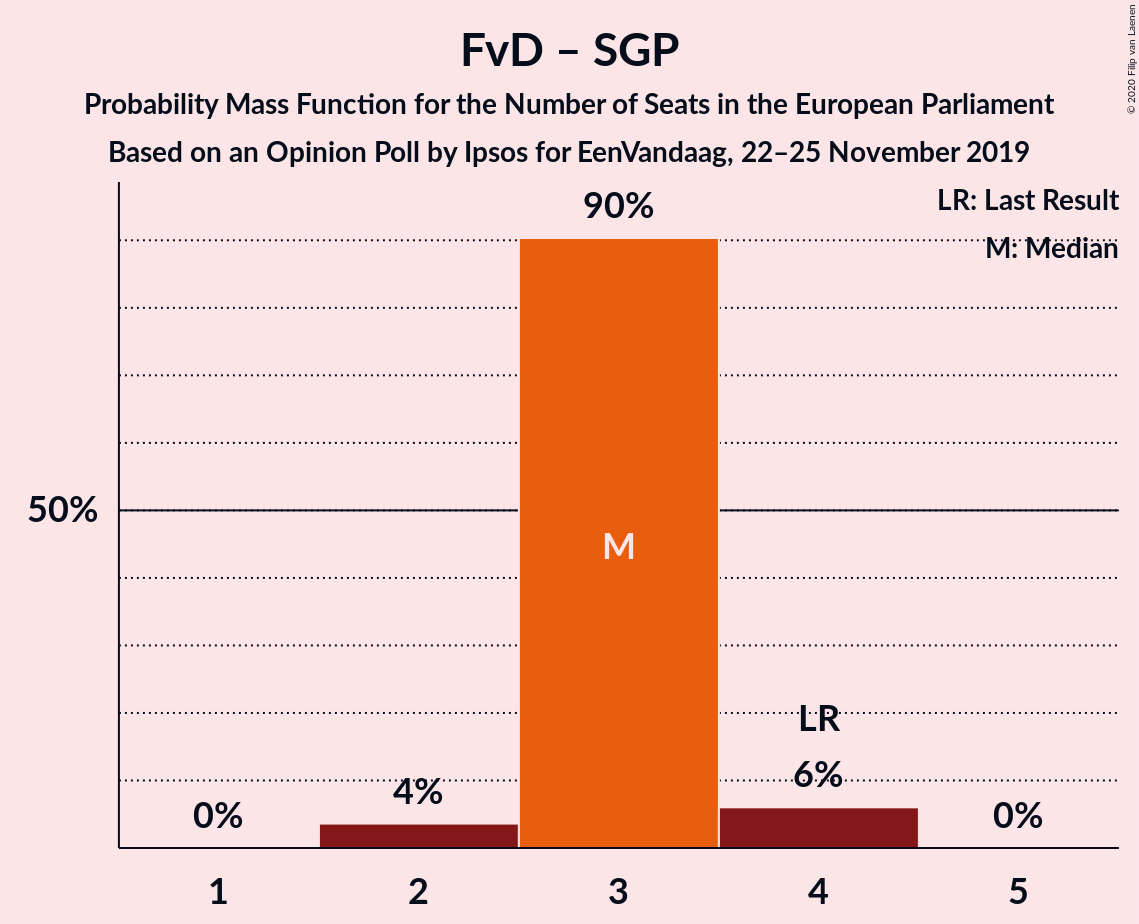 FvD – SGP
Probability Mass Function for the Number of Seats in the European Parliament
Based on an Opinion Poll by Ipsos for EenVandaag, 22–25 November 2019
© 2020 Filip van Laenen
LR: Last Result
M: Median
90%
50%
M
LR
0%
4%
6%
0%
1
2
3
4
5